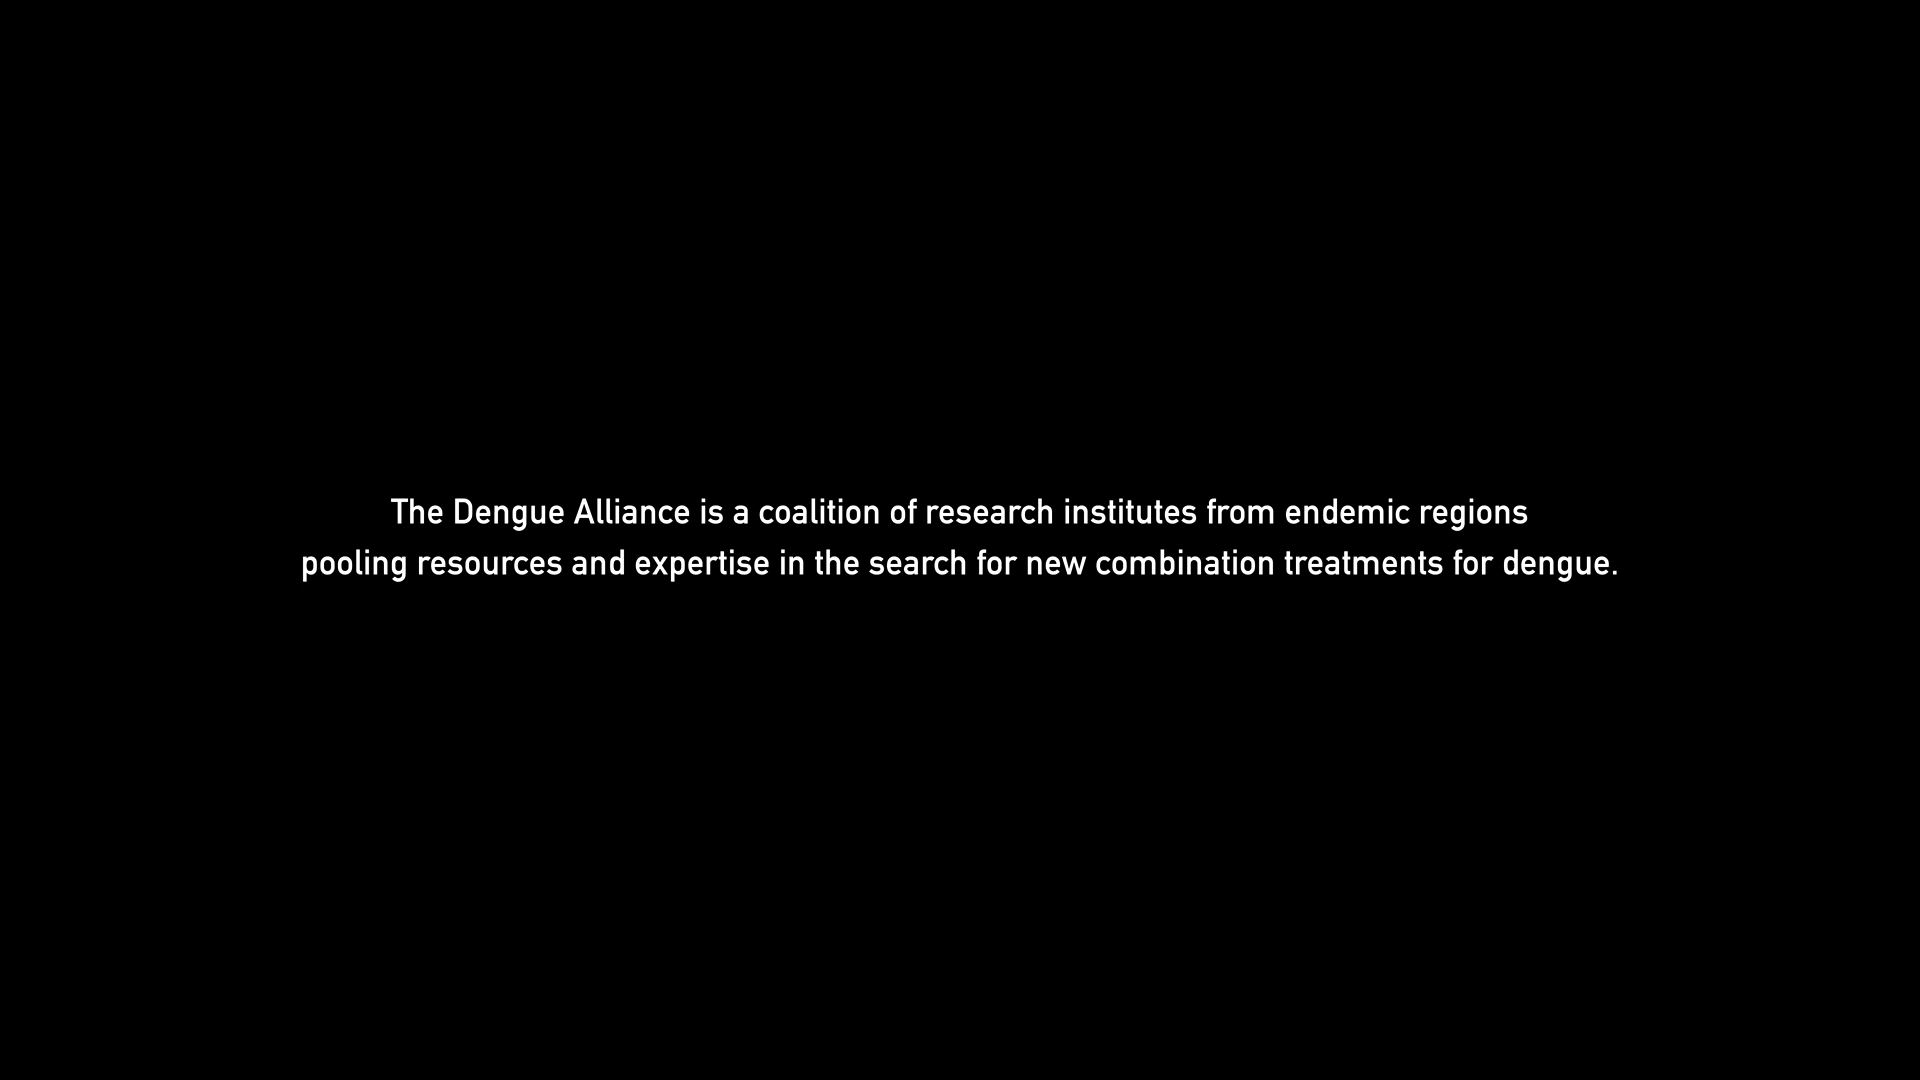 The Dengue Alliance is a coalition of research institutes from endemic regions
pooling resources and expertise in the search for new combination treatments for dengue.